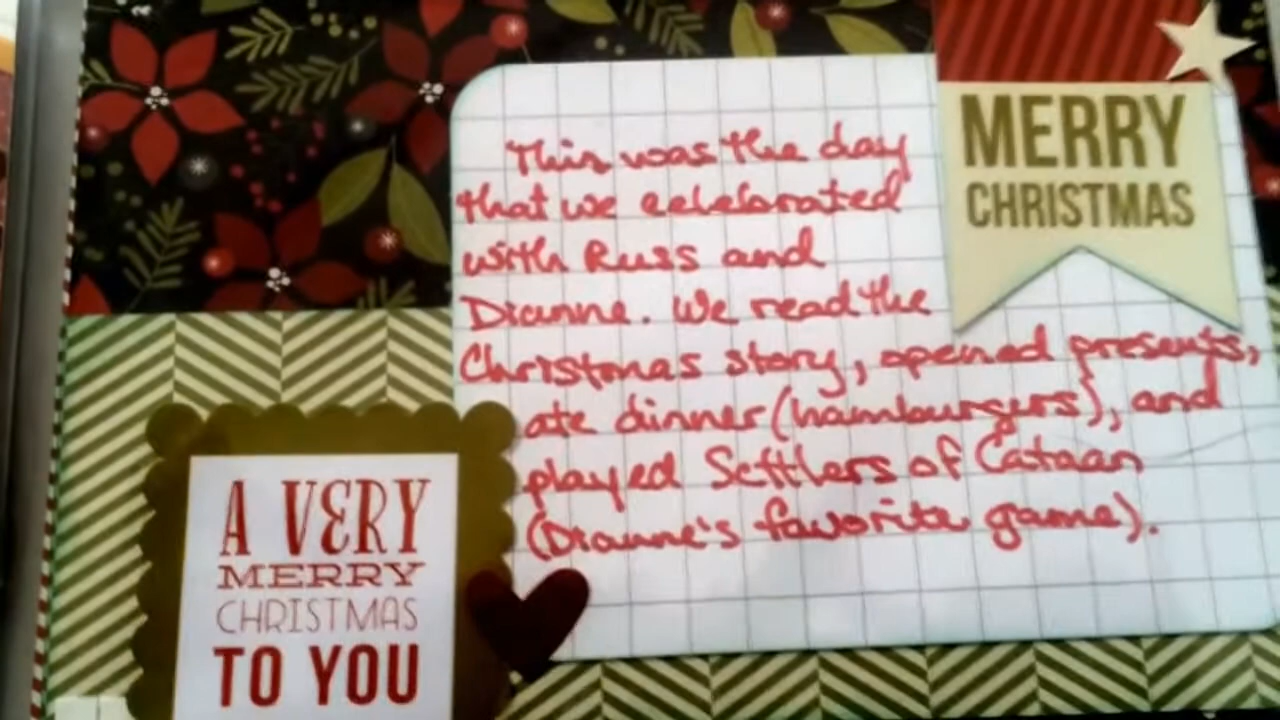 MERRY
CHRISTMAS
This was the day
that we celebrated
with Russ and
Dianne. We read the
Christmas story, opened presents,
ate dinner (hamburgers), and
played Settlers of Cataan
(Dianne's favorite game).
A VERY
MERRY
CHRISTMAS
TO YOU